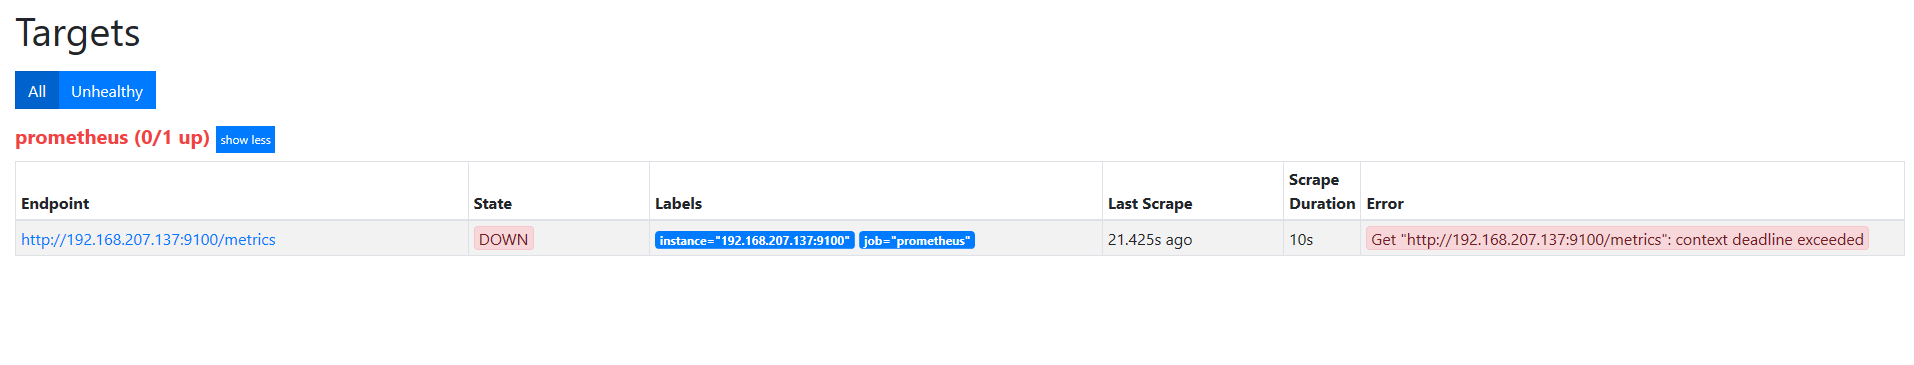 Targets
All Unhealthy
prometheus (0/1 up) show less
Endpoint State Labels Last Scrape Scrape Duration Error
http://192.168.207.137:9100/metrics DOWN instance="192.168.207.137:9100" job="prometheus" 21.425s ago 10s Get "http://192.168.207.137:9100/metrics": context deadline exceeded